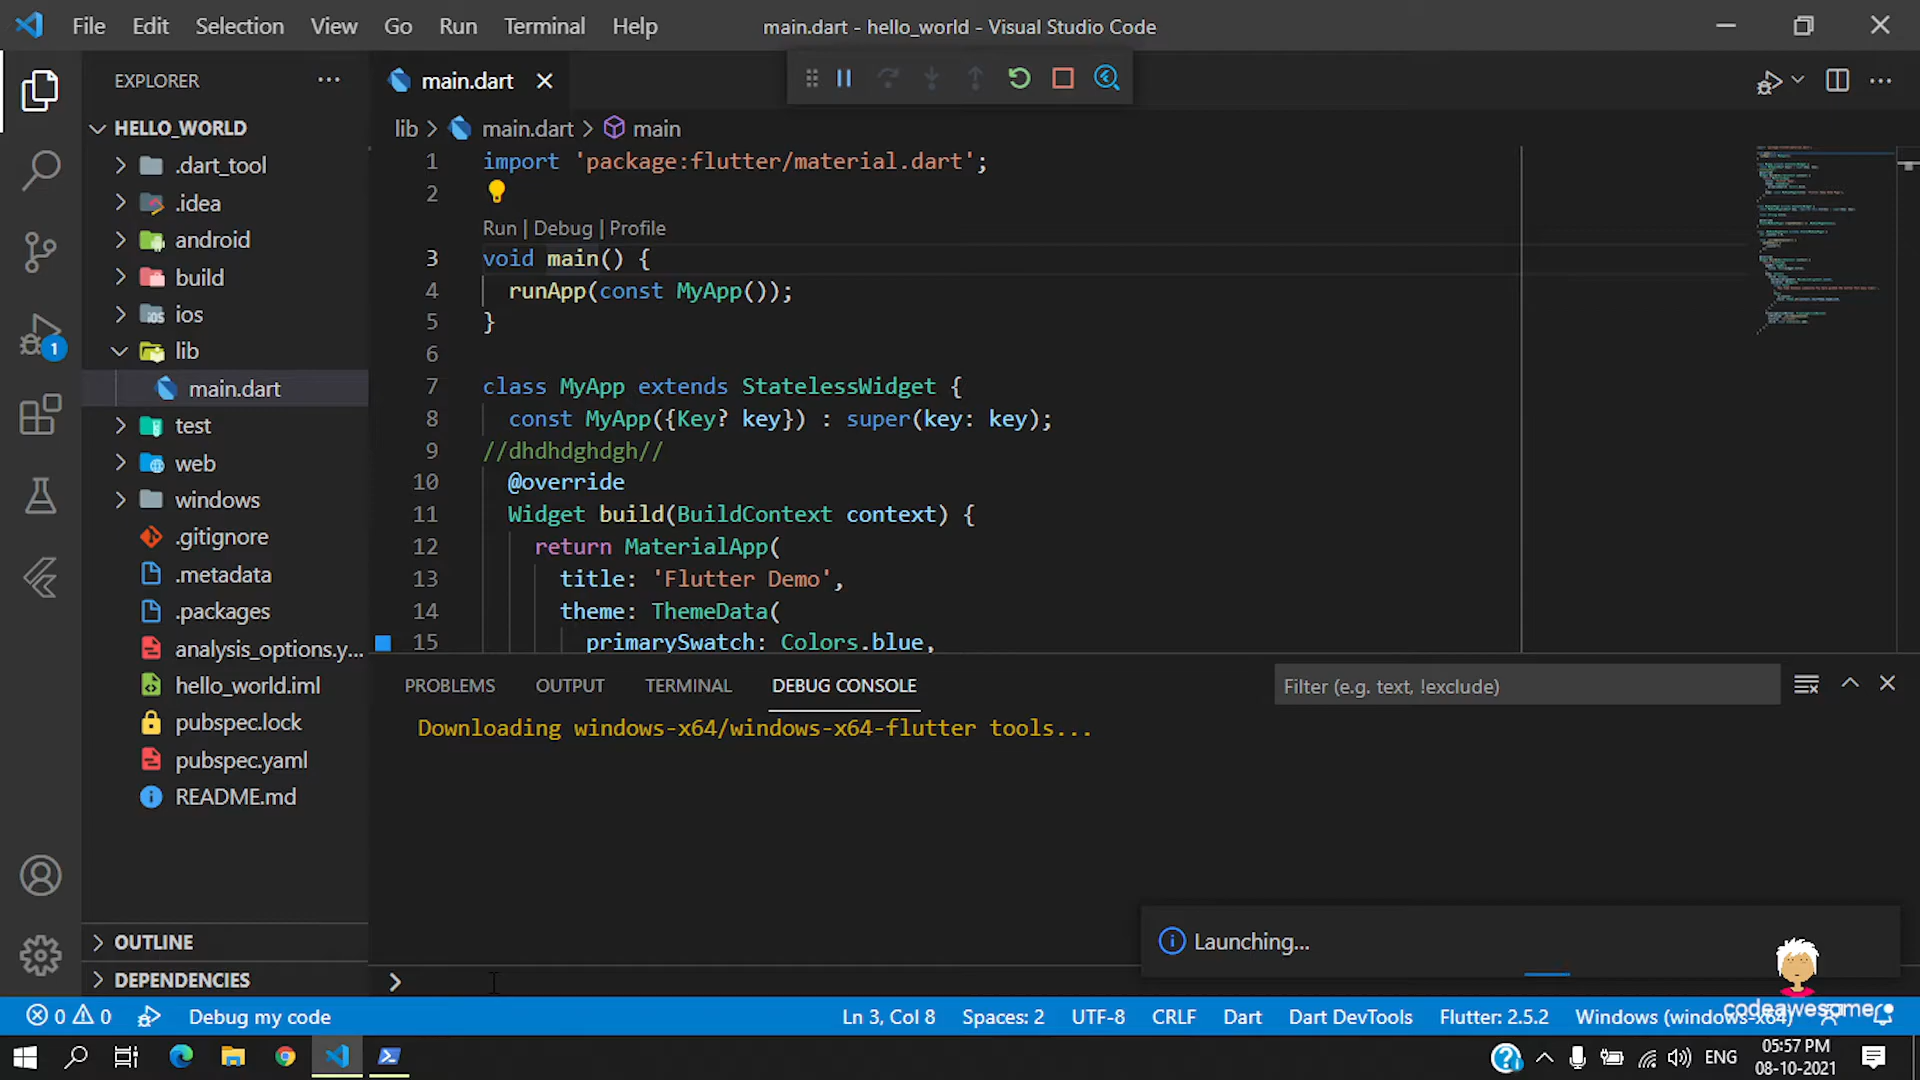 File Edit Selection View Go Run Terminal Help main.dart - hello_world - Visual Studio Code
EXPLORER
HELLO_WORLD
.dart_tool
.idea
android
build
ios
lib
main.dart
test
web
windows
.gitignore
.metadata
.packages
analysis_options.y...
hello_world.iml
pubspec.lock
pubspec.yaml
README.md
OUTLINE
DEPENDENCIES
1
main.dart
lib > main.dart > main
1 import 'package:flutter/material.dart';
2
Run | Debug | Profile
3 void main() {
4 runApp(const MyApp());
5 }
6
7 class MyApp extends StatelessWidget {
8 const MyApp({Key? key}) : super(key: key);
9 //dhdhdghdgh//
10 @override
11 Widget build(BuildContext context) {
12 return MaterialApp(
13 title: 'Flutter Demo',
14 theme: ThemeData(
15 primarySwatch: Colors.blue,
PROBLEMS OUTPUT TERMINAL DEBUG CONSOLE Filter (e.g. text, !exclude)
Downloading windows-x64/windows-x64-flutter tools...
Launching...
codeawesome
0 0 Debug my code Ln 3, Col 8 Spaces: 2 UTF-8 CRLF Dart Dart DevTools Flutter: 2.5.2 Windows (windows-x64)
ENG 05:57 PM
08-10-2021